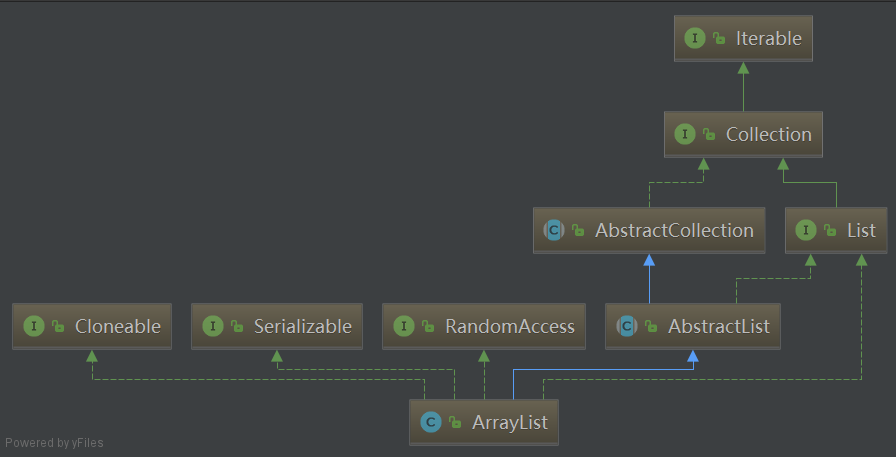 I Iterable
I Collection
C AbstractCollection
I List
I Cloneable
I Serializable
I RandomAccess
C AbstractList
C ArrayList
Powered by yFiles